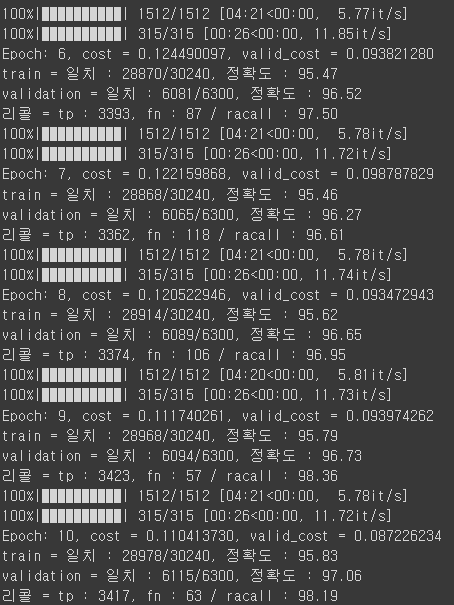 100%|██████████| 1512/1512 [04:21<00:00,  5.77it/s]
100%|██████████| 315/315 [00:26<00:00, 11.85it/s]
Epoch: 6, cost = 0.124490097, valid_cost = 0.093821280
train = 일치 : 28870/30240, 정확도 : 95.47
validation = 일치 : 6081/6300, 정확도 : 96.52
리콜 = tp : 3393, fn : 87 / racall : 97.50
100%|██████████| 1512/1512 [04:21<00:00,  5.78it/s]
100%|██████████| 315/315 [00:26<00:00, 11.72it/s]
Epoch: 7, cost = 0.122159868, valid_cost = 0.098787829
train = 일치 : 28868/30240, 정확도 : 95.46
validation = 일치 : 6065/6300, 정확도 : 96.27
리콜 = tp : 3362, fn : 118 / racall : 96.61
100%|██████████| 1512/1512 [04:21<00:00,  5.78it/s]
100%|██████████| 315/315 [00:26<00:00, 11.74it/s]
Epoch: 8, cost = 0.120522946, valid_cost = 0.093472943
train = 일치 : 28914/30240, 정확도 : 95.62
validation = 일치 : 6089/6300, 정확도 : 96.65
리콜 = tp : 3374, fn : 106 / racall : 96.95
100%|██████████| 1512/1512 [04:20<00:00,  5.81it/s]
100%|██████████| 315/315 [00:26<00:00, 11.73it/s]
Epoch: 9, cost = 0.111740261, valid_cost = 0.093974262
train = 일치 : 28968/30240, 정확도 : 95.79
validation = 일치 : 6094/6300, 정확도 : 96.73
리콜 = tp : 3423, fn : 57 / racall : 98.36
100%|██████████| 1512/1512 [04:21<00:00,  5.78it/s]
100%|██████████| 315/315 [00:26<00:00, 11.72it/s]
Epoch: 10, cost = 0.110413730, valid_cost = 0.087226234
train = 일치 : 28978/30240, 정확도 : 95.83
validation = 일치 : 6115/6300, 정확도 : 97.06
리콜 = tp : 3417, fn : 63 / racall : 98.19